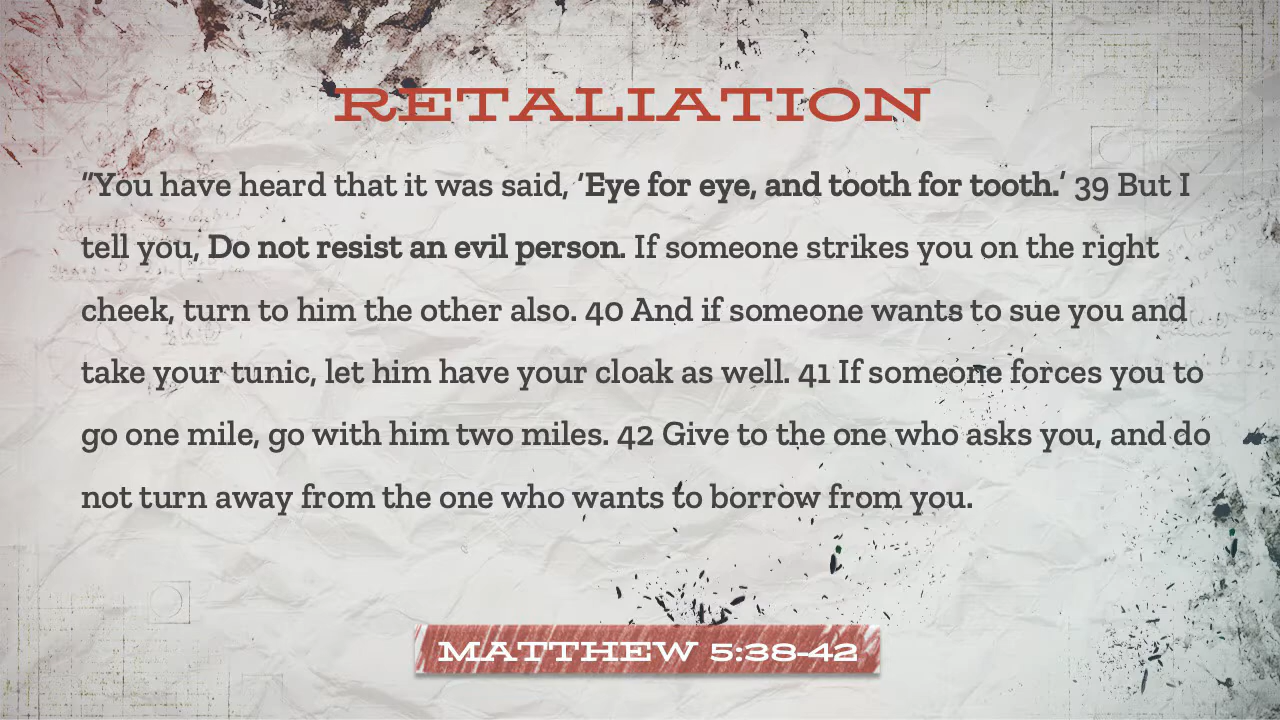 RETALIATION
“You have heard that it was said, ‘Eye for eye, and tooth for tooth.’ 39 But I
tell you, Do not resist an evil person. If someone strikes you on the right
cheek, turn to him the other also. 40 And if someone wants to sue you and
take your tunic, let him have your cloak as well. 41 If someone forces you to
go one mile, go with him two miles. 42 Give to the one who asks you, and do
not turn away from the one who wants to borrow from you.
MATTHEW 5:38-42